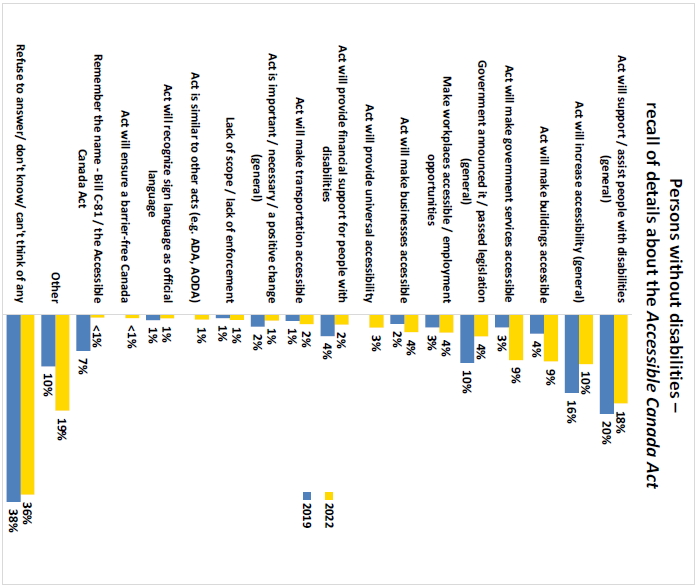 Persons without disabilities –
recall of details about the Accessible Canada Act
Act will support / assist people with disabilities
(general)
18%
20%
Act will increase accessibility (general)
10%
16%
Act will make buildings accessible
9%
4%
Act will make government services accessible
9%
3%
Government announced it / passed legislation
(general)
4%
10%
Make workplaces accessible / employment
opportunities
4%
3%
Act will make businesses accessible
4%
2%
Act will provide universal accessibility
3%
Act will provide financial support for people with
disabilities
2%
4%
Act will make transportation accessible
2%
1%
Act is important / necessary / a positive change
(general)
1%
2%
Lack of scope / lack of enforcement
1%
1%
Act is similar to other acts (e.g. ADA, AODA)
1%
Act will recognize sign language as official
language
1%
1%
Act will ensure a barrier-free Canada
<1%
Remember the name - Bill C-81 / the Accessible
Canada Act
<1%
7%
Other
19%
10%
Refuse to answer/ don't know/ can't think of any
36%
38%
2022
2019